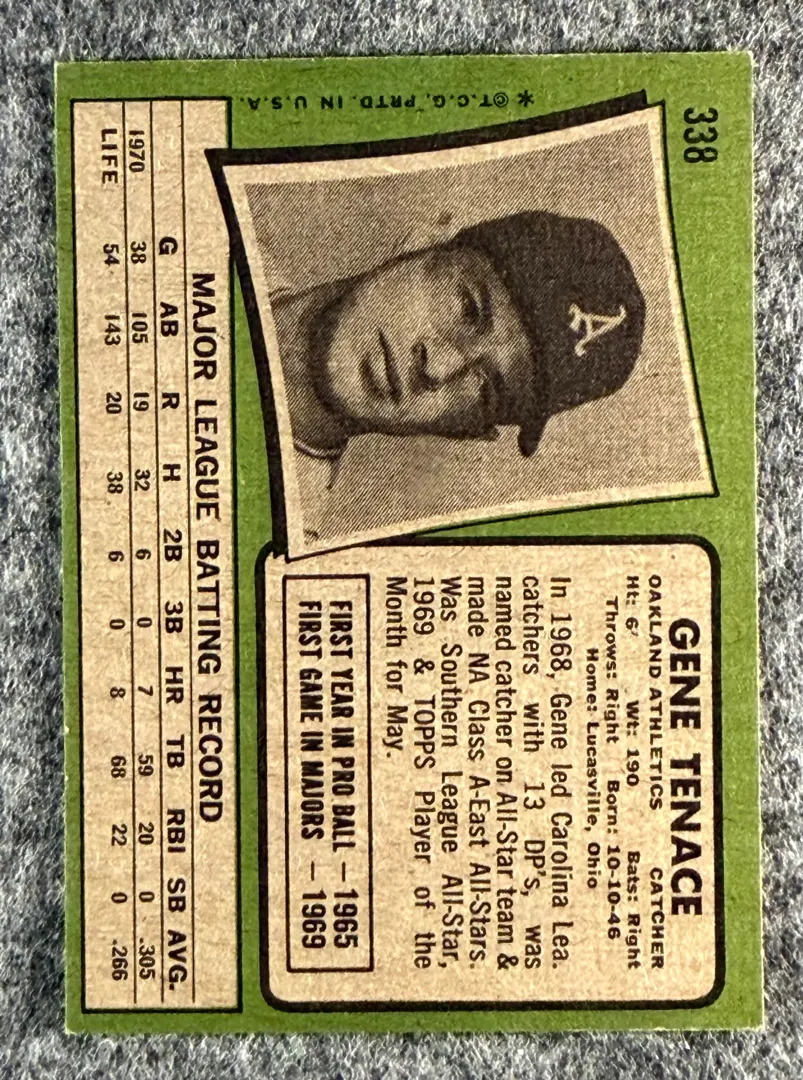 338
* ©T.C.G. PRTD. IN U.S.A.
A
GENE TENACE
OAKLAND ATHLETICS CATCHER
Ht: 6' Wt: 190 Bats: Right
Throws: Right Born: 10-10-46
Home: Lucasville, Ohio
In 1968, Gene led Carolina Lea.
catchers with 13 DP's, was
named catcher on All-Star team &
made NA Class A-East All-Stars.
Was Southern League All-Star,
1969 & TOPPS Player of the
Month for May.
FIRST YEAR IN PRO BALL — 1965
FIRST GAME IN MAJORS — 1969
MAJOR LEAGUE BATTING RECORD
G AB R H 2B 3B HR TB RBI SB AVG.
1970 38 105 19 32 6 0 7 59 20 0 .305
LIFE 54 143 20 38 6 0 8 68 22 0 .266